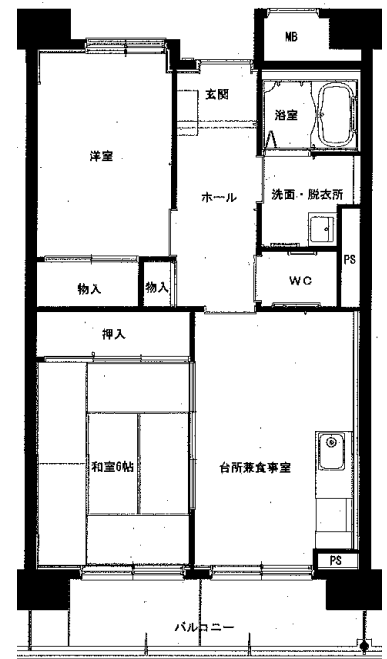 MB
玄関
浴室
洋室
ホール
洗面・脱衣所
PS
WC
物入
物入
押入
和室6帖
台所兼食事室
PS
バルコニー